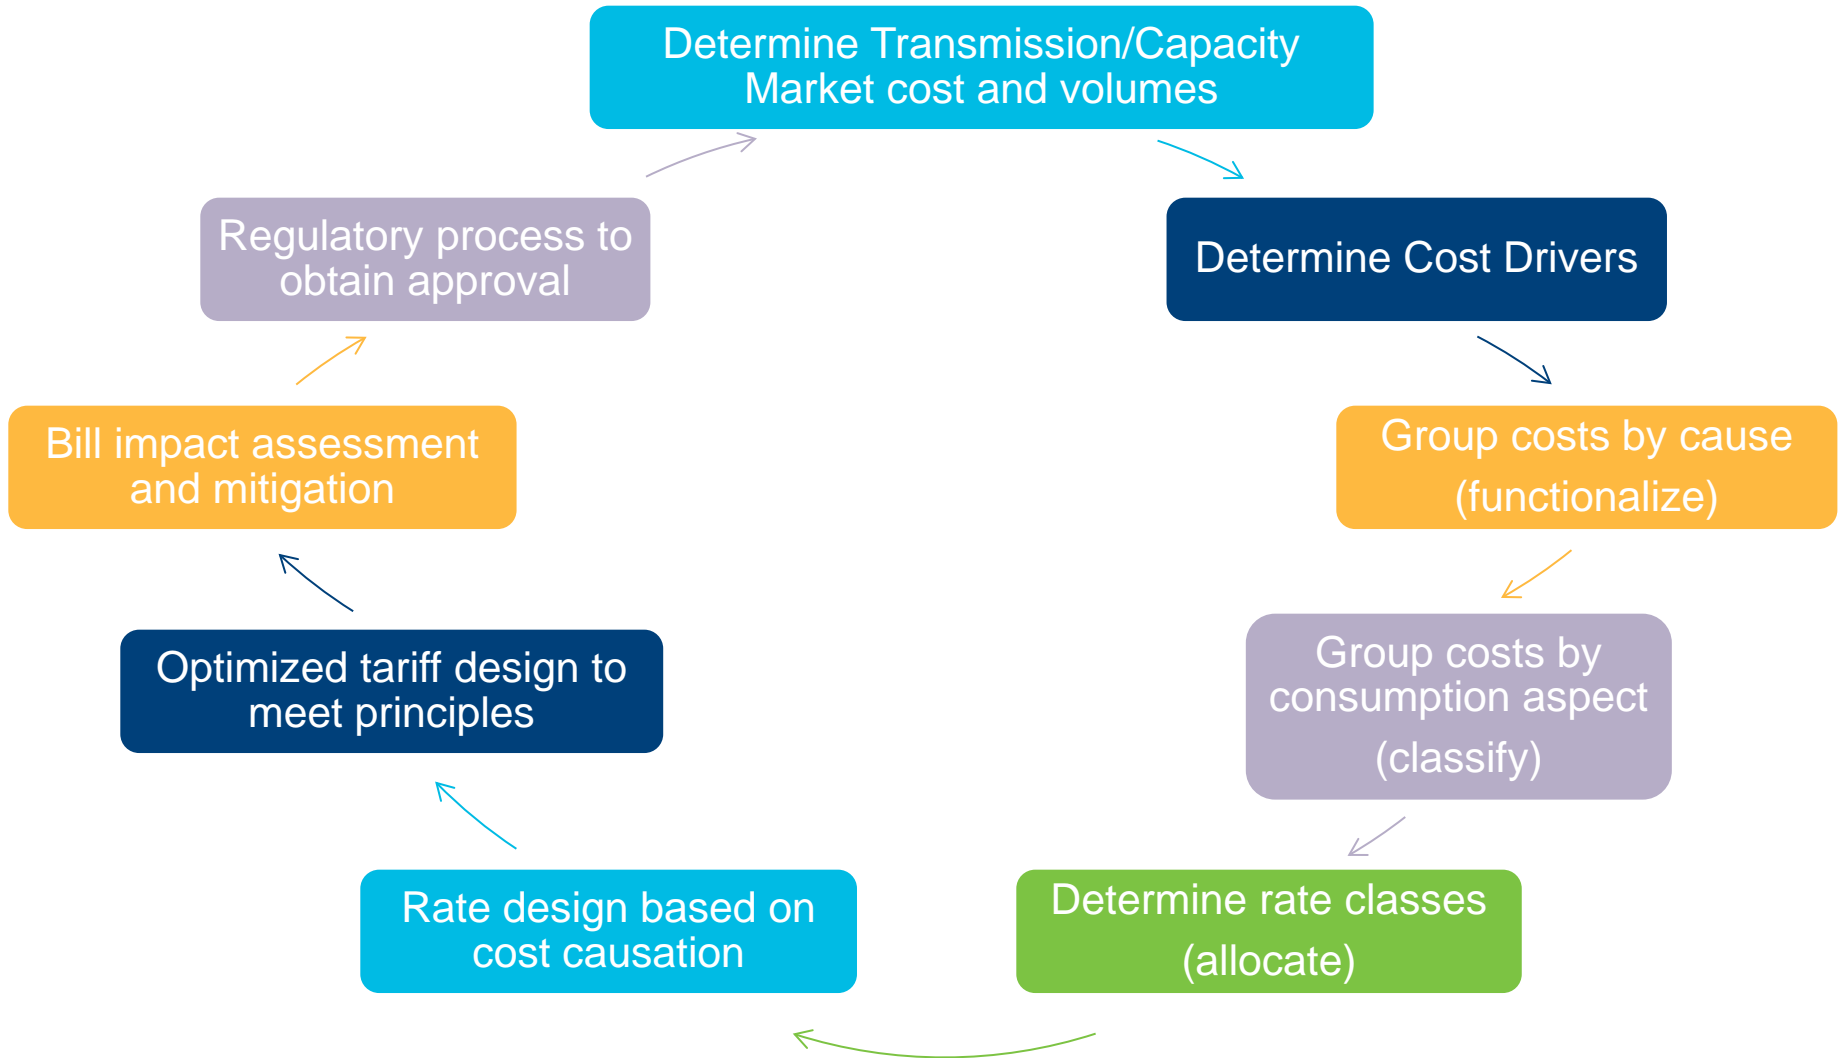 Determine Transmission/Capacity
Market cost and volumes
Determine Cost Drivers
Group costs by cause
(functionalize)
Group costs by
consumption aspect
(classify)
Determine rate classes
(allocate)
Rate design based on
cost causation
Optimized tariff design to
meet principles
Bill impact assessment
and mitigation
Regulatory process to
obtain approval